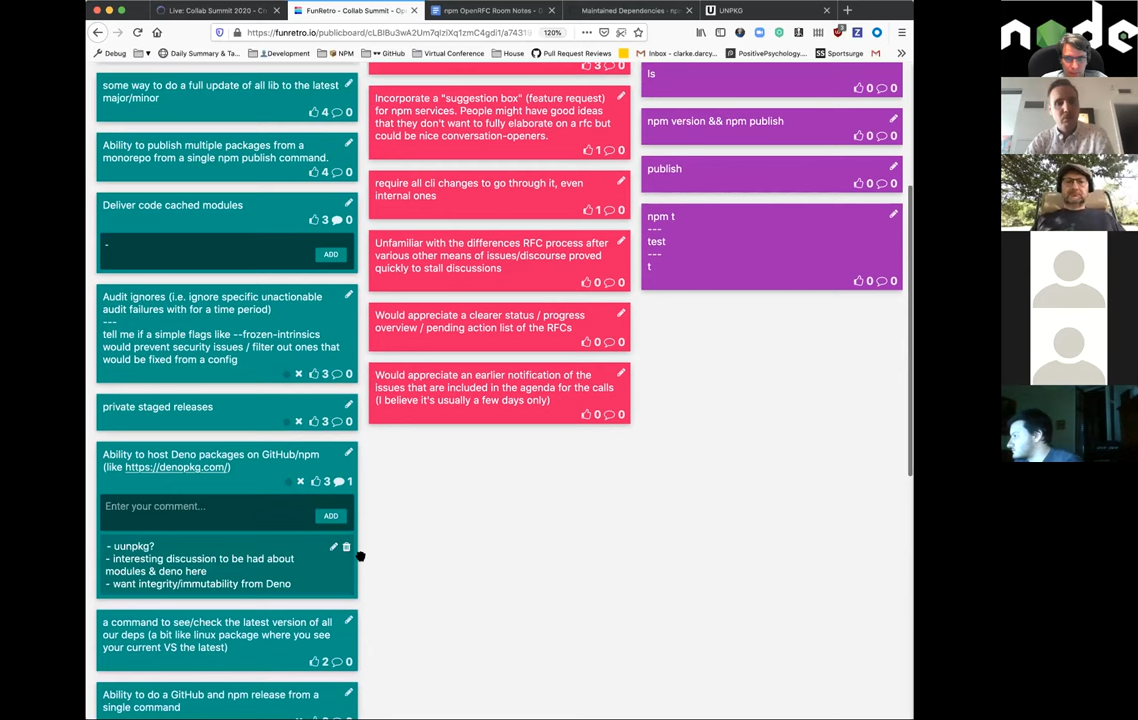 Live: Collab Summit 2020 - Cr
FunRetro - Collab Summit - Op
npm OpenRFC Room Notes -
Maintained Dependencies - np
UNPKG
https://funretro.io/publicboard/cLBlBu3wA2Um7qlziXq1zmC4gdi1/a7431
120%
Debug
Daily Summary & Ta
Development
NPM
GitHub
Virtual Conference
House
Pull Request Reviews
Inbox - clarke.darcy...
PositivePsychology.
Sportsurge
some way to do a full update of all lib to the latest
major/minor
4 0
Ability to publish multiple packages from a
monorepo from a single npm publish command.
4 0
Deliver code cached modules
3 0
-
ADD
Audit ignores (i.e. ignore specific unactionable
audit failures with for a time period)
---
tell me if a simple flags like --frozen-intrinsics
would prevent security issues / filter out ones that
would be fixed from a config
3 0
private staged releases
3 0
Ability to host Deno packages on GitHub/npm
(like https://denopkg.com/)
3 1
Enter your comment...
ADD
- uunpkg?
- interesting discussion to be had about
modules & deno here
- want integrity/immutability from Deno
a command to see/check the latest version of all
our deps (a bit like linux package where you see
your current VS the latest)
2 0
Ability to do a GitHub and npm release from a
single command
3 0
Incorporate a "suggestion box" (feature request)
for npm services. People might have good ideas
that they don't want to fully elaborate on a rfc but
could be nice conversation-openers.
1 0
require all cli changes to go through it, even
internal ones
1 0
Unfamiliar with the differences RFC process after
various other means of issues/discourse proved
quickly to stall discussions
0 0
Would appreciate a clearer status / progress
overview / pending action list of the RFCs
0 0
Would appreciate an earlier notification of the
issues that are included in the agenda for the calls
(I believe it's usually a few days only)
0 0
ls
0 0
npm version && npm publish
0 0
publish
0 0
npm t
---
test
---
t
0 0